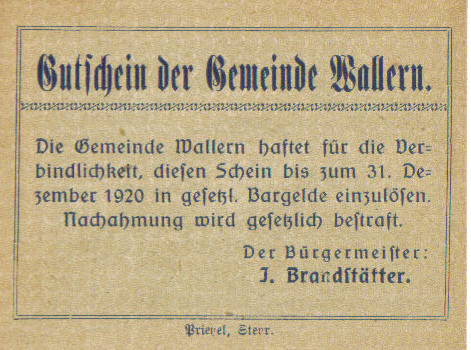 Gutschein der Gemeinde Wallern.
Die Gemeinde Wallern haftet für die Ver=
bindlichkeit, diesen Schein bis zum 31. De=
zember 1920 in gesetzl. Bargelde einzulösen.
Nachahmung wird gesetzlich bestraft.
Der Bürgermeister:
J. Brandstätter.
Prietzel, Steyr.